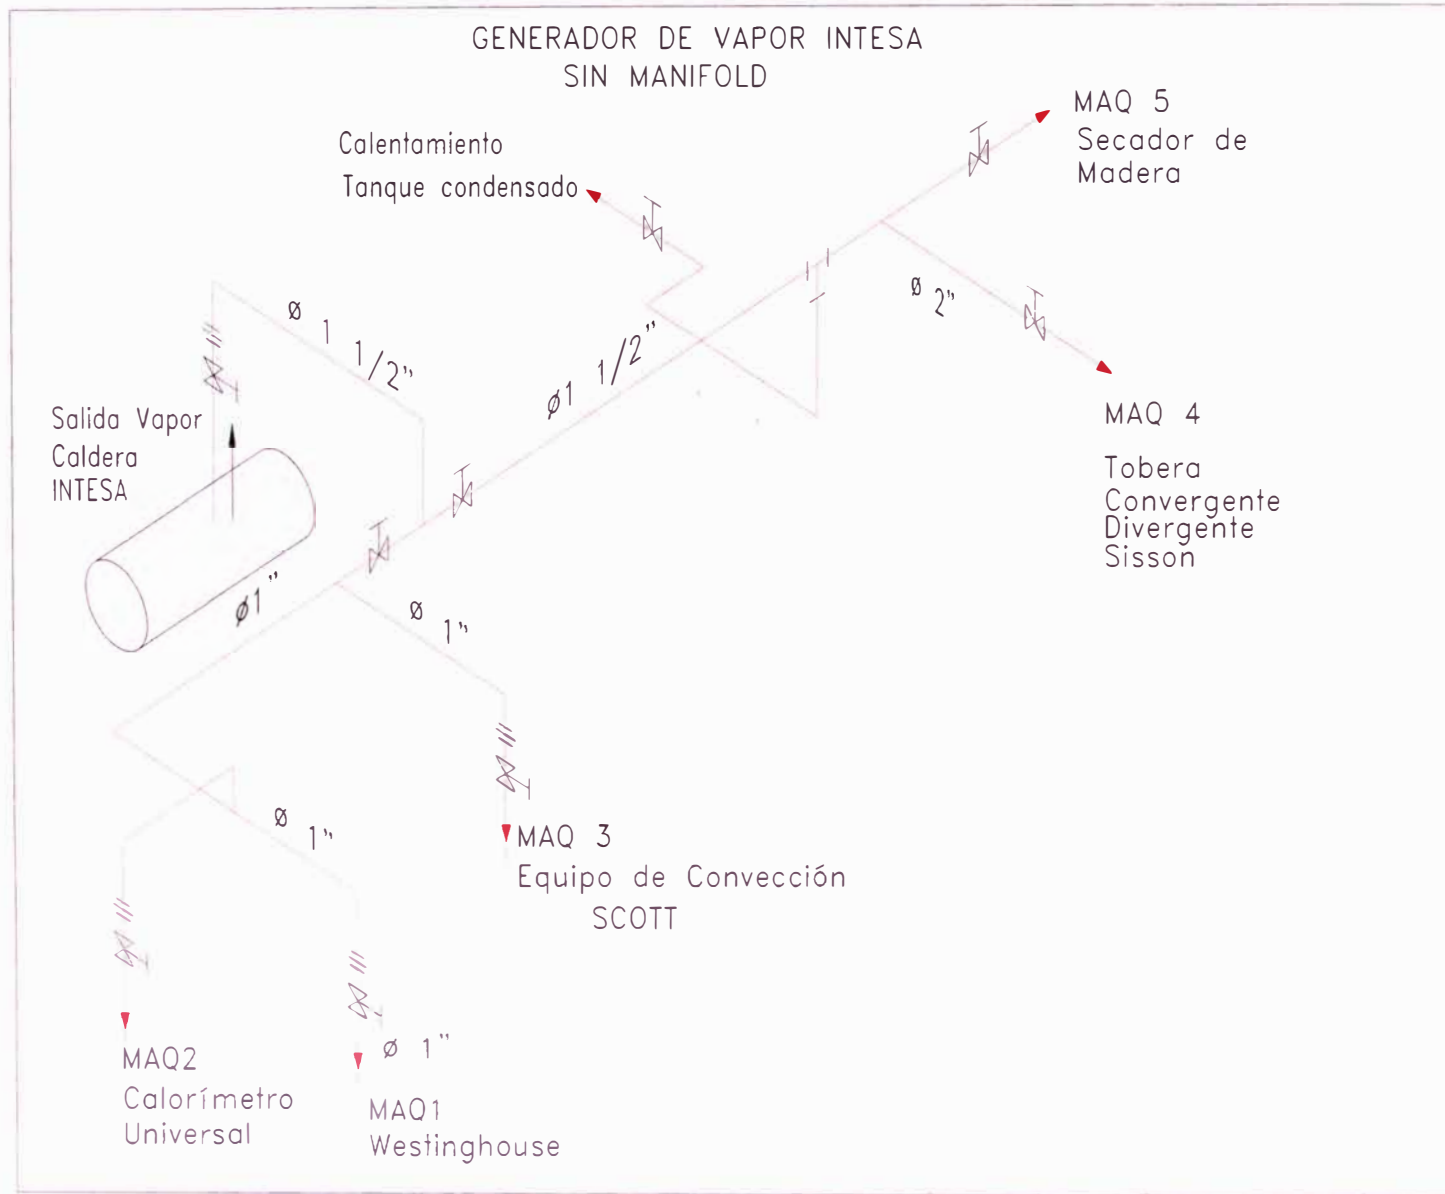 GENERADOR DE VAPOR INTESA
SIN MANIFOLD
MAQ 5
Secador de
Madera
Calentamiento
Tanque condensado
ø 1 1/2"
ø1 1/2"
ø 2"
Salida Vapor
Caldera
INTESA
MAQ 4
Tobera
Convergente
Divergente
Sisson
ø1"
ø 1"
ø 1"
MAQ 3
Equipo de Convección
SCOTT
MAQ2
Calorímetro
Universal
ø 1"
MAQ1
Westinghouse